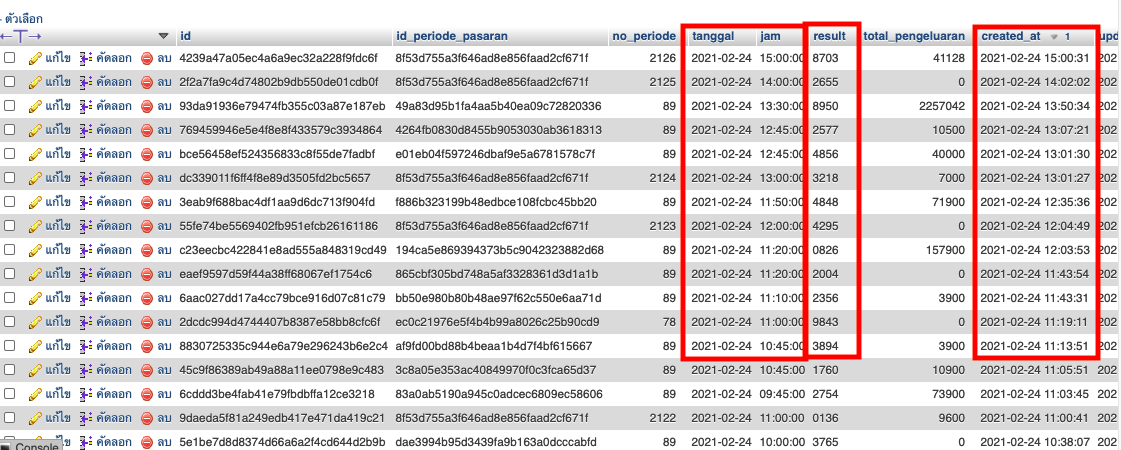 - ตัวเลือก
←T→ id id_periode_pasaran no_periode tanggal jam result total_pengeluaran created_at 1 upd
แก้ไข คัดลอก ลบ 4239a47a05ec4a6a9ec32a228f9fdc6f 8f53d755a3f646ad8e856faad2cf671f 2126 2021-02-24 15:00:00 8703 41128 2021-02-24 15:00:31 202
แก้ไข คัดลอก ลบ 2f2a7fa9c4d74802b9db550de01cdb0f 8f53d755a3f646ad8e856faad2cf671f 2125 2021-02-24 14:00:00 2655 0 2021-02-24 14:02:02 202
แก้ไข คัดลอก ลบ 93da91936e79474fb355c03a87e187eb 49a83d95b1fa4aa5b40ea09c72820336 89 2021-02-24 13:30:00 8950 2257042 2021-02-24 13:50:34 202
แก้ไข คัดลอก ลบ 769459946e5e4f8e8f433579c3934864 4264fb0830d8455b9053030ab3618313 89 2021-02-24 12:45:00 2577 10500 2021-02-24 13:07:21 202
แก้ไข คัดลอก ลบ bce56458ef524356833c8f55de7fadbf e01eb04f597246dbaf9e5a6781578c7f 89 2021-02-24 12:45:00 4856 40000 2021-02-24 13:01:30 202
แก้ไข คัดลอก ลบ dc339011f6ff4f8e89d3505fd2bc5657 8f53d755a3f646ad8e856faad2cf671f 2124 2021-02-24 13:00:00 3218 7000 2021-02-24 13:01:27 202
แก้ไข คัดลอก ลบ 3eab9f688bac4df1aa9d6dc713f904fd f886b323199b48edbce108fcbc45bb20 89 2021-02-24 11:50:00 4848 71900 2021-02-24 12:35:36 202
แก้ไข คัดลอก ลบ 55fe74be5569402fb951efcb26161186 8f53d755a3f646ad8e856faad2cf671f 2123 2021-02-24 12:00:00 4295 0 2021-02-24 12:04:49 202
แก้ไข คัดลอก ลบ c23eecbc422841e8ad555a848319cd49 194ca5e869394373b5c9042323882d68 89 2021-02-24 11:20:00 0826 157900 2021-02-24 12:03:53 202
แก้ไข คัดลอก ลบ eaef9597d59f44a38ff68067ef1754c6 865cbf305bd748a5af3328361d3d1a1b 89 2021-02-24 11:20:00 2004 0 2021-02-24 11:43:54 202
แก้ไข คัดลอก ลบ 6aac027dd17a4cc79bce916d07c81c79 bb50e980b80b48ae97f62c550e6aa71d 89 2021-02-24 11:10:00 2356 3900 2021-02-24 11:43:31 202
แก้ไข คัดลอก ลบ 2dcdc994d4744407b8387e58bb8cfc6f ec0c21976e5f4b4b99a8026c25b90cd9 78 2021-02-24 11:00:00 9843 0 2021-02-24 11:19:11 202
แก้ไข คัดลอก ลบ 8830725335c944e6a79e296243b6e2c4 af9fd00bd88b4beaa1b4d7f4bf615667 89 2021-02-24 10:45:00 3894 3900 2021-02-24 11:13:51 202
แก้ไข คัดลอก ลบ 45c9f86389ab49a88a11ee0798e9c483 3c8a05e353ac40849970f0c3fca65d37 89 2021-02-24 10:45:00 1760 10900 2021-02-24 11:05:51 202
แก้ไข คัดลอก ลบ 6cddd3be4fab41e79fbdbffa12ce3218 83a0ab5190a945c0adcec6809ec58606 89 2021-02-24 09:45:00 2754 73900 2021-02-24 11:03:45 202
แก้ไข คัดลอก ลบ 9daeda5f81a249edb417e471da419c21 8f53d755a3f646ad8e856faad2cf671f 2122 2021-02-24 11:00:00 0136 9600 2021-02-24 11:00:41 202
คัดลอก ลบ 5e1be7d8d8374d66a6a2f4cd644d2b9b dae3994b95d3439fa9b163a0dcccabfd 89 2021-02-24 10:00:00 3765 0 2021-02-24 10:38:07 202
Console